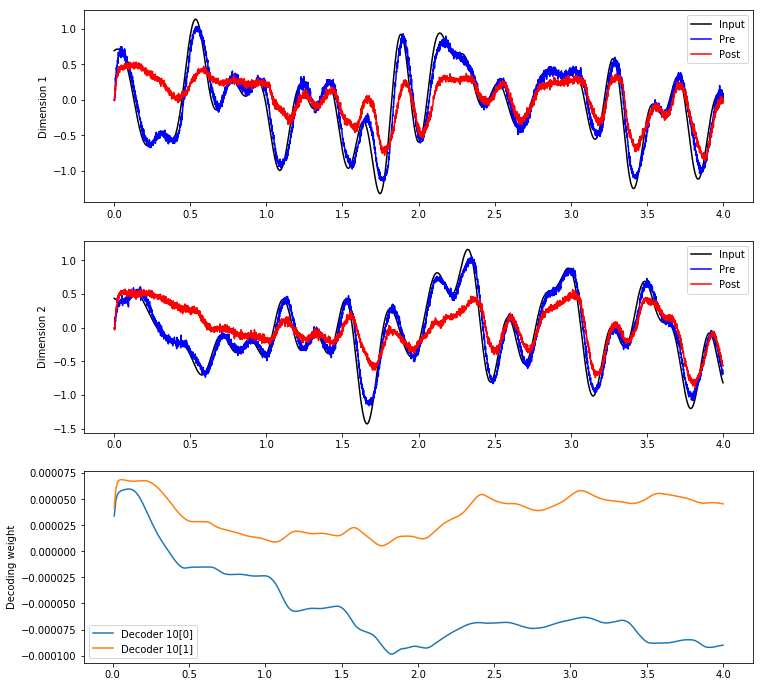 1.0
0.5
0.0
−0.5
−1.0
Dimension 1
Input
Pre
Post
0.0 0.5 1.0 1.5 2.0 2.5 3.0 3.5 4.0
1.0
0.5
0.0
−0.5
−1.0
−1.5
Dimension 2
Input
Pre
Post
0.0 0.5 1.0 1.5 2.0 2.5 3.0 3.5 4.0
0.000075
0.000050
0.000025
0.000000
−0.000025
−0.000050
−0.000075
−0.000100
Decoding weight
Decoder 10[0]
Decoder 10[1]
0.0 0.5 1.0 1.5 2.0 2.5 3.0 3.5 4.0